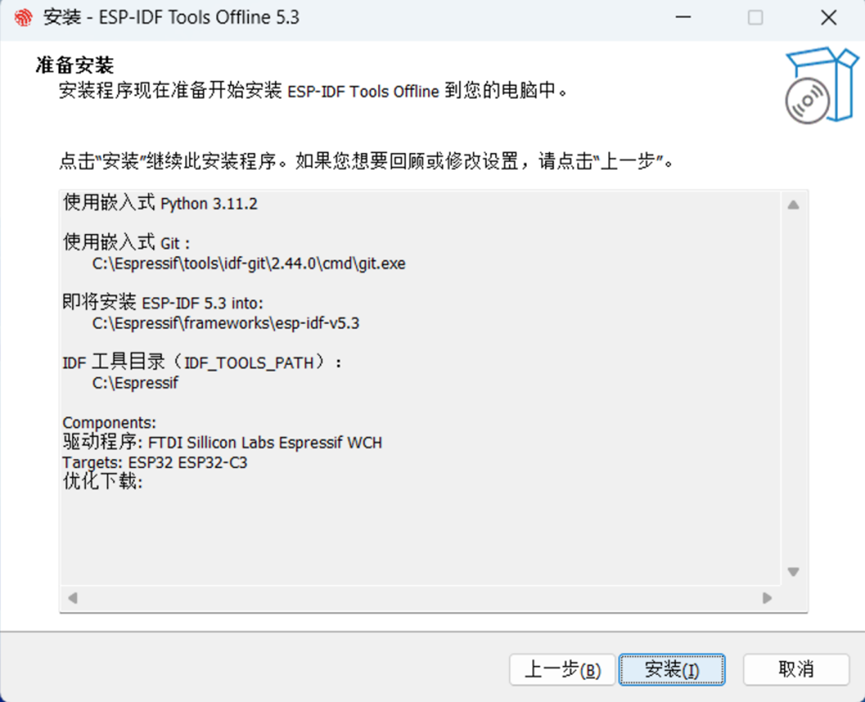 安装 - ESP-IDF Tools Offline 5.3
准备安装
安装程序现在准备开始安装 ESP-IDF Tools Offline 到您的电脑中。
点击“安装”继续此安装程序。如果您想要回顾或修改设置，请点击“上一步”。
使用嵌入式 Python 3.11.2
使用嵌入式 Git :
C:\Espressif\tools\idf-git\2.44.0\cmd\git.exe
即将安装 ESP-IDF 5.3 into:
C:\Espressif\frameworks\esp-idf-v5.3
IDF 工具目录（IDF_TOOLS_PATH）:
C:\Espressif
Components:
驱动程序: FTDI Sillicon Labs Espressif WCH
Targets: ESP32 ESP32-C3
优化下载:
上一步(B) 安装(I) 取消